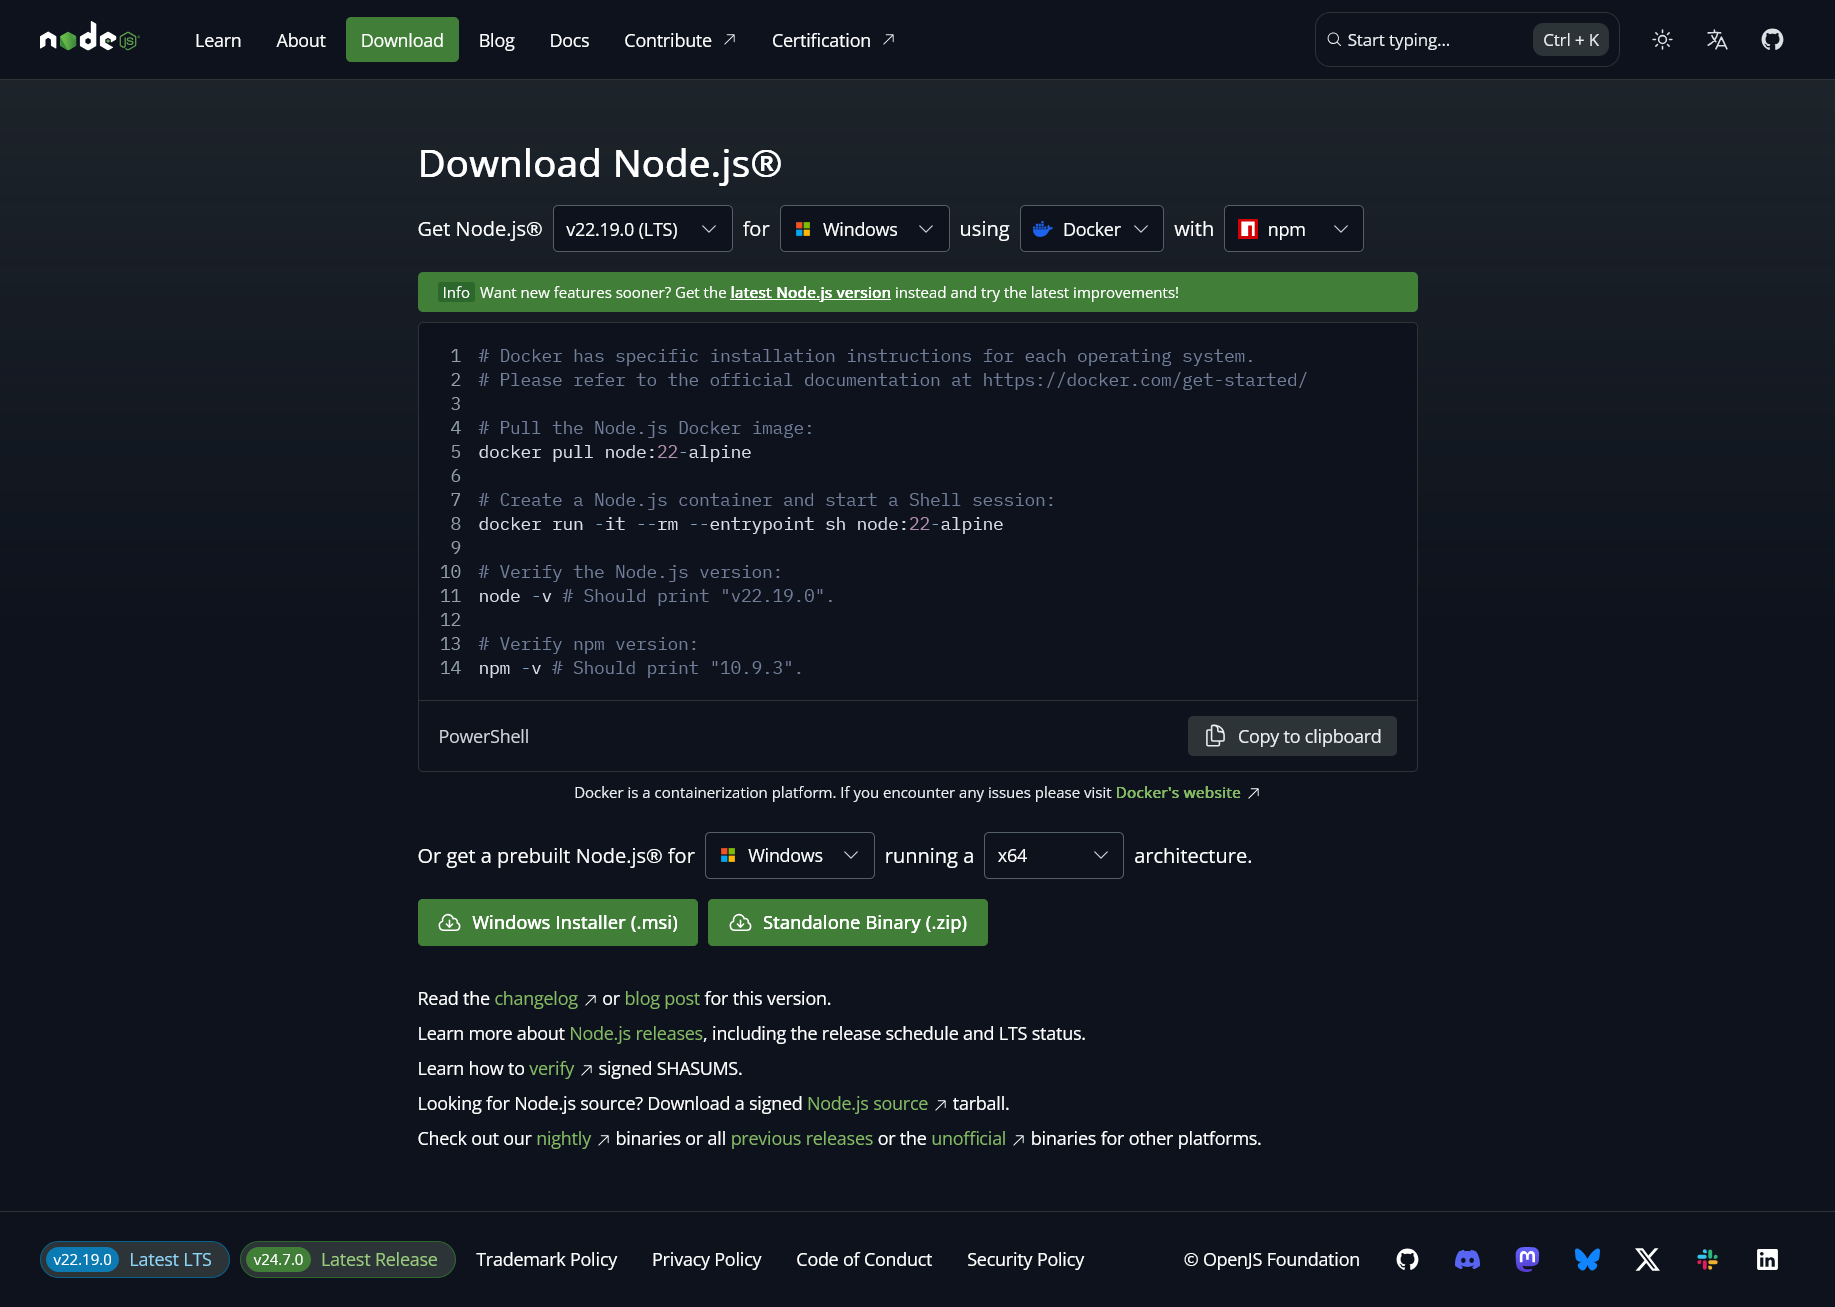 node JS
Learn About Download Blog Docs Contribute Certification Start typing... Ctrl + K
Download Node.js®
Get Node.js® v22.19.0 (LTS) for Windows using Docker with npm
Info Want new features sooner? Get the latest Node.js version instead and try the latest improvements!
1 # Docker has specific installation instructions for each operating system.
2 # Please refer to the official documentation at https://docker.com/get-started/
3
4 # Pull the Node.js Docker image:
5 docker pull node:22-alpine
6
7 # Create a Node.js container and start a Shell session:
8 docker run -it --rm --entrypoint sh node:22-alpine
9
10 # Verify the Node.js version:
11 node -v # Should print "v22.19.0".
12
13 # Verify npm version:
14 npm -v # Should print "10.9.3".
PowerShell Copy to clipboard
Docker is a containerization platform. If you encounter any issues please visit Docker's website
Or get a prebuilt Node.js® for Windows running a x64 architecture.
Windows Installer (.msi) Standalone Binary (.zip)
Read the changelog or blog post for this version.
Learn more about Node.js releases, including the release schedule and LTS status.
Learn how to verify signed SHASUMS.
Looking for Node.js source? Download a signed Node.js source tarball.
Check out our nightly binaries or all previous releases or the unofficial binaries for other platforms.
v22.19.0 Latest LTS v24.7.0 Latest Release Trademark Policy Privacy Policy Code of Conduct Security Policy © OpenJS Foundation